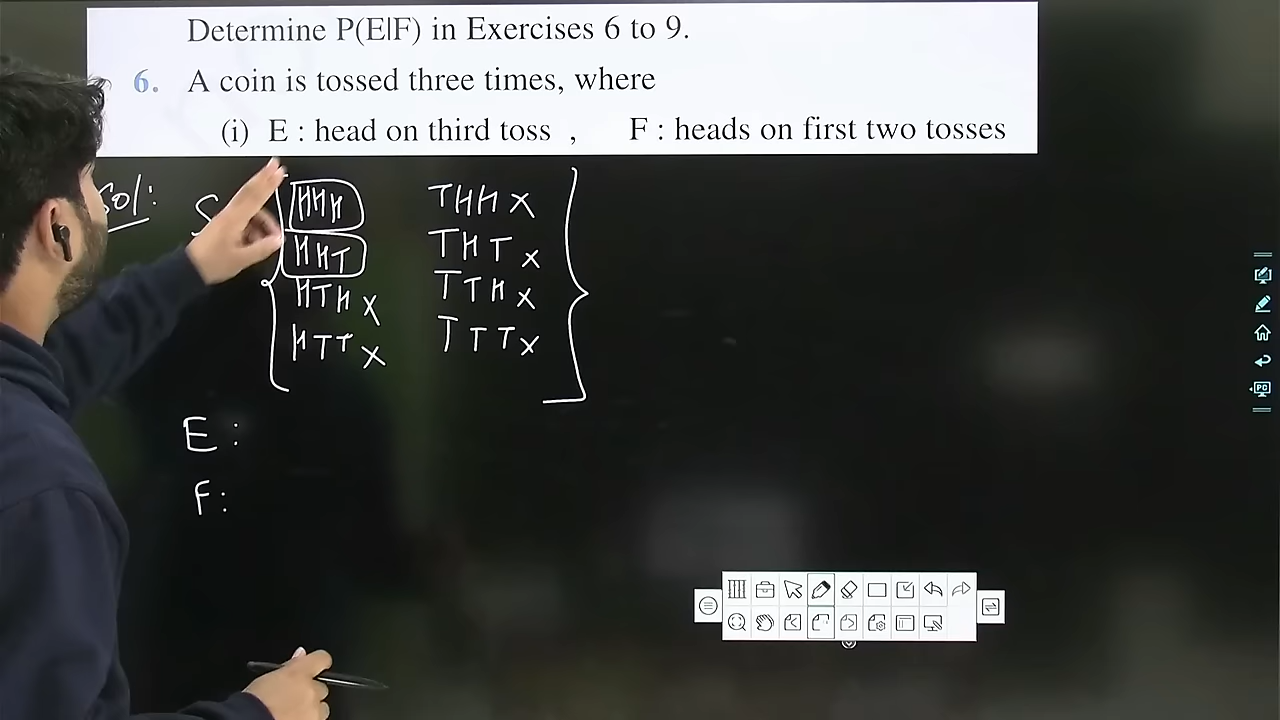 Determine P(E|F) in Exercises 6 to 9.
6. A coin is tossed three times, where
(i) E : head on third toss , F : heads on first two tosses
Sol:
S
HHH THH X
HHT THT X
HTH X TTH X
HTT X TTT X
E :
F :
PC